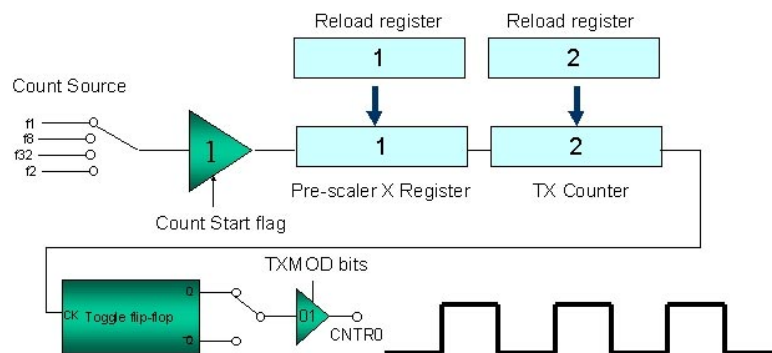 Reload register
Reload register
1
2
Count Source
f1
f8
f32
f2
1
1
2
Pre-scaler X Register
TX Counter
Count Start flag
TXMOD bits
Q
CK
Toggle flip-flop
01
CNTR0
Q